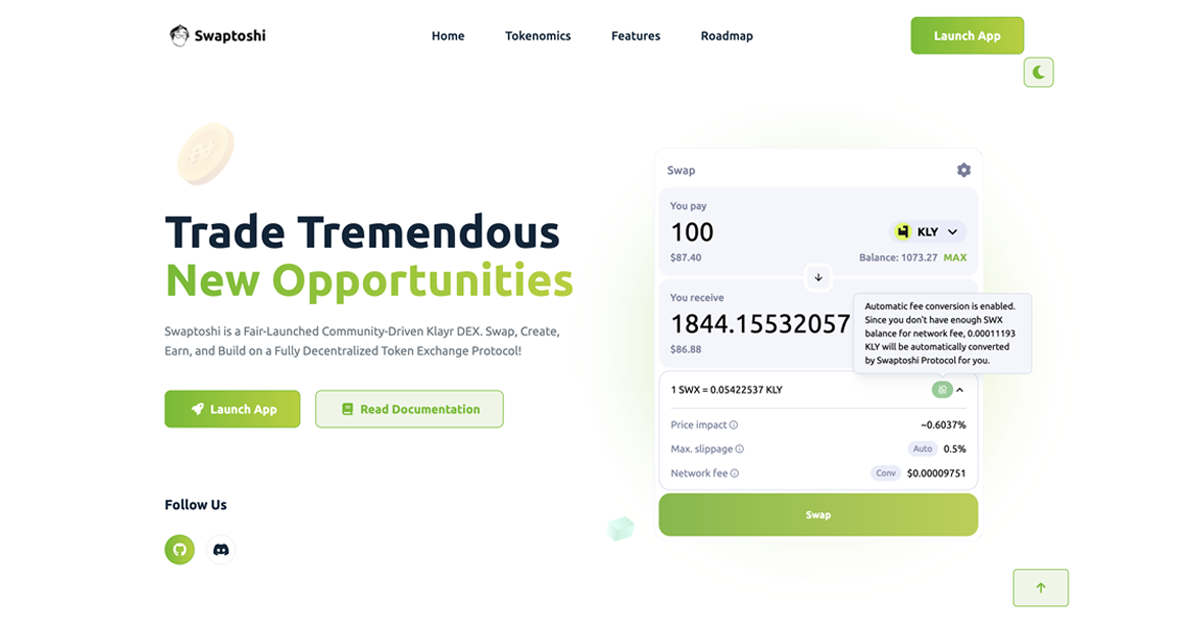 Swaptoshi
Home
Tokenomics
Features
Roadmap
Launch App
Trade Tremendous
New Opportunities
Swaptoshi is a Fair-Launched Community-Driven Klayr DEX. Swap, Create,
Earn, and Build on a Fully Decentralized Token Exchange Protocol!
Launch App
Read Documentation
Follow Us
Swap
You pay
100
KLY
$87.40
Balance: 1073.27 MAX
You receive
1844.15532057
$86.88
Automatic fee conversion is enabled.
Since you don't have enough SWX
balance for network fee, 0.00011193
KLY will be automatically converted
by Swaptoshi Protocol for you.
1 SWX = 0.05422537 KLY
Price impact
~0.6037%
Max. slippage
Auto 0.5%
Network fee
Conv $0.00009751
Swap